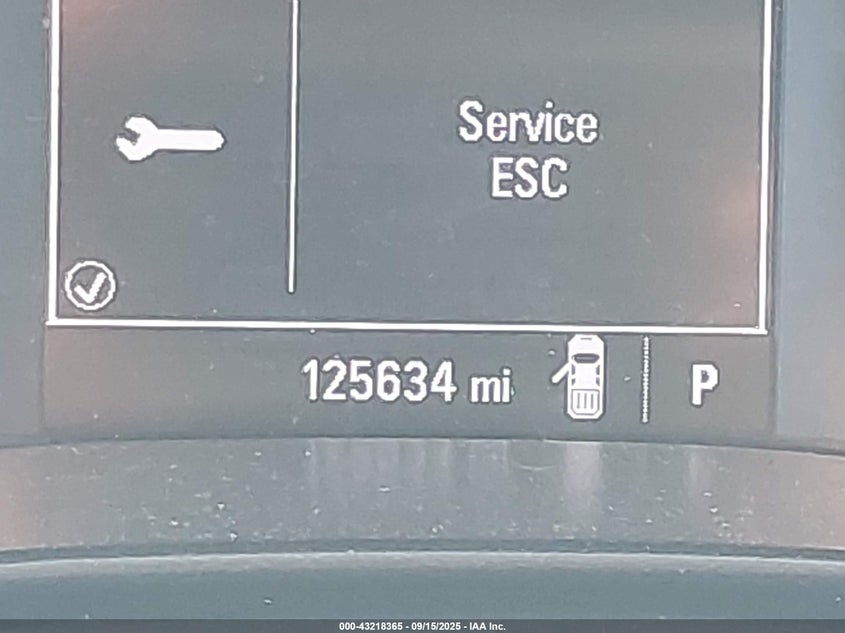 Service
ESC
125634 mi
P
000-43218365 - 09/15/2025 - IAA Inc.